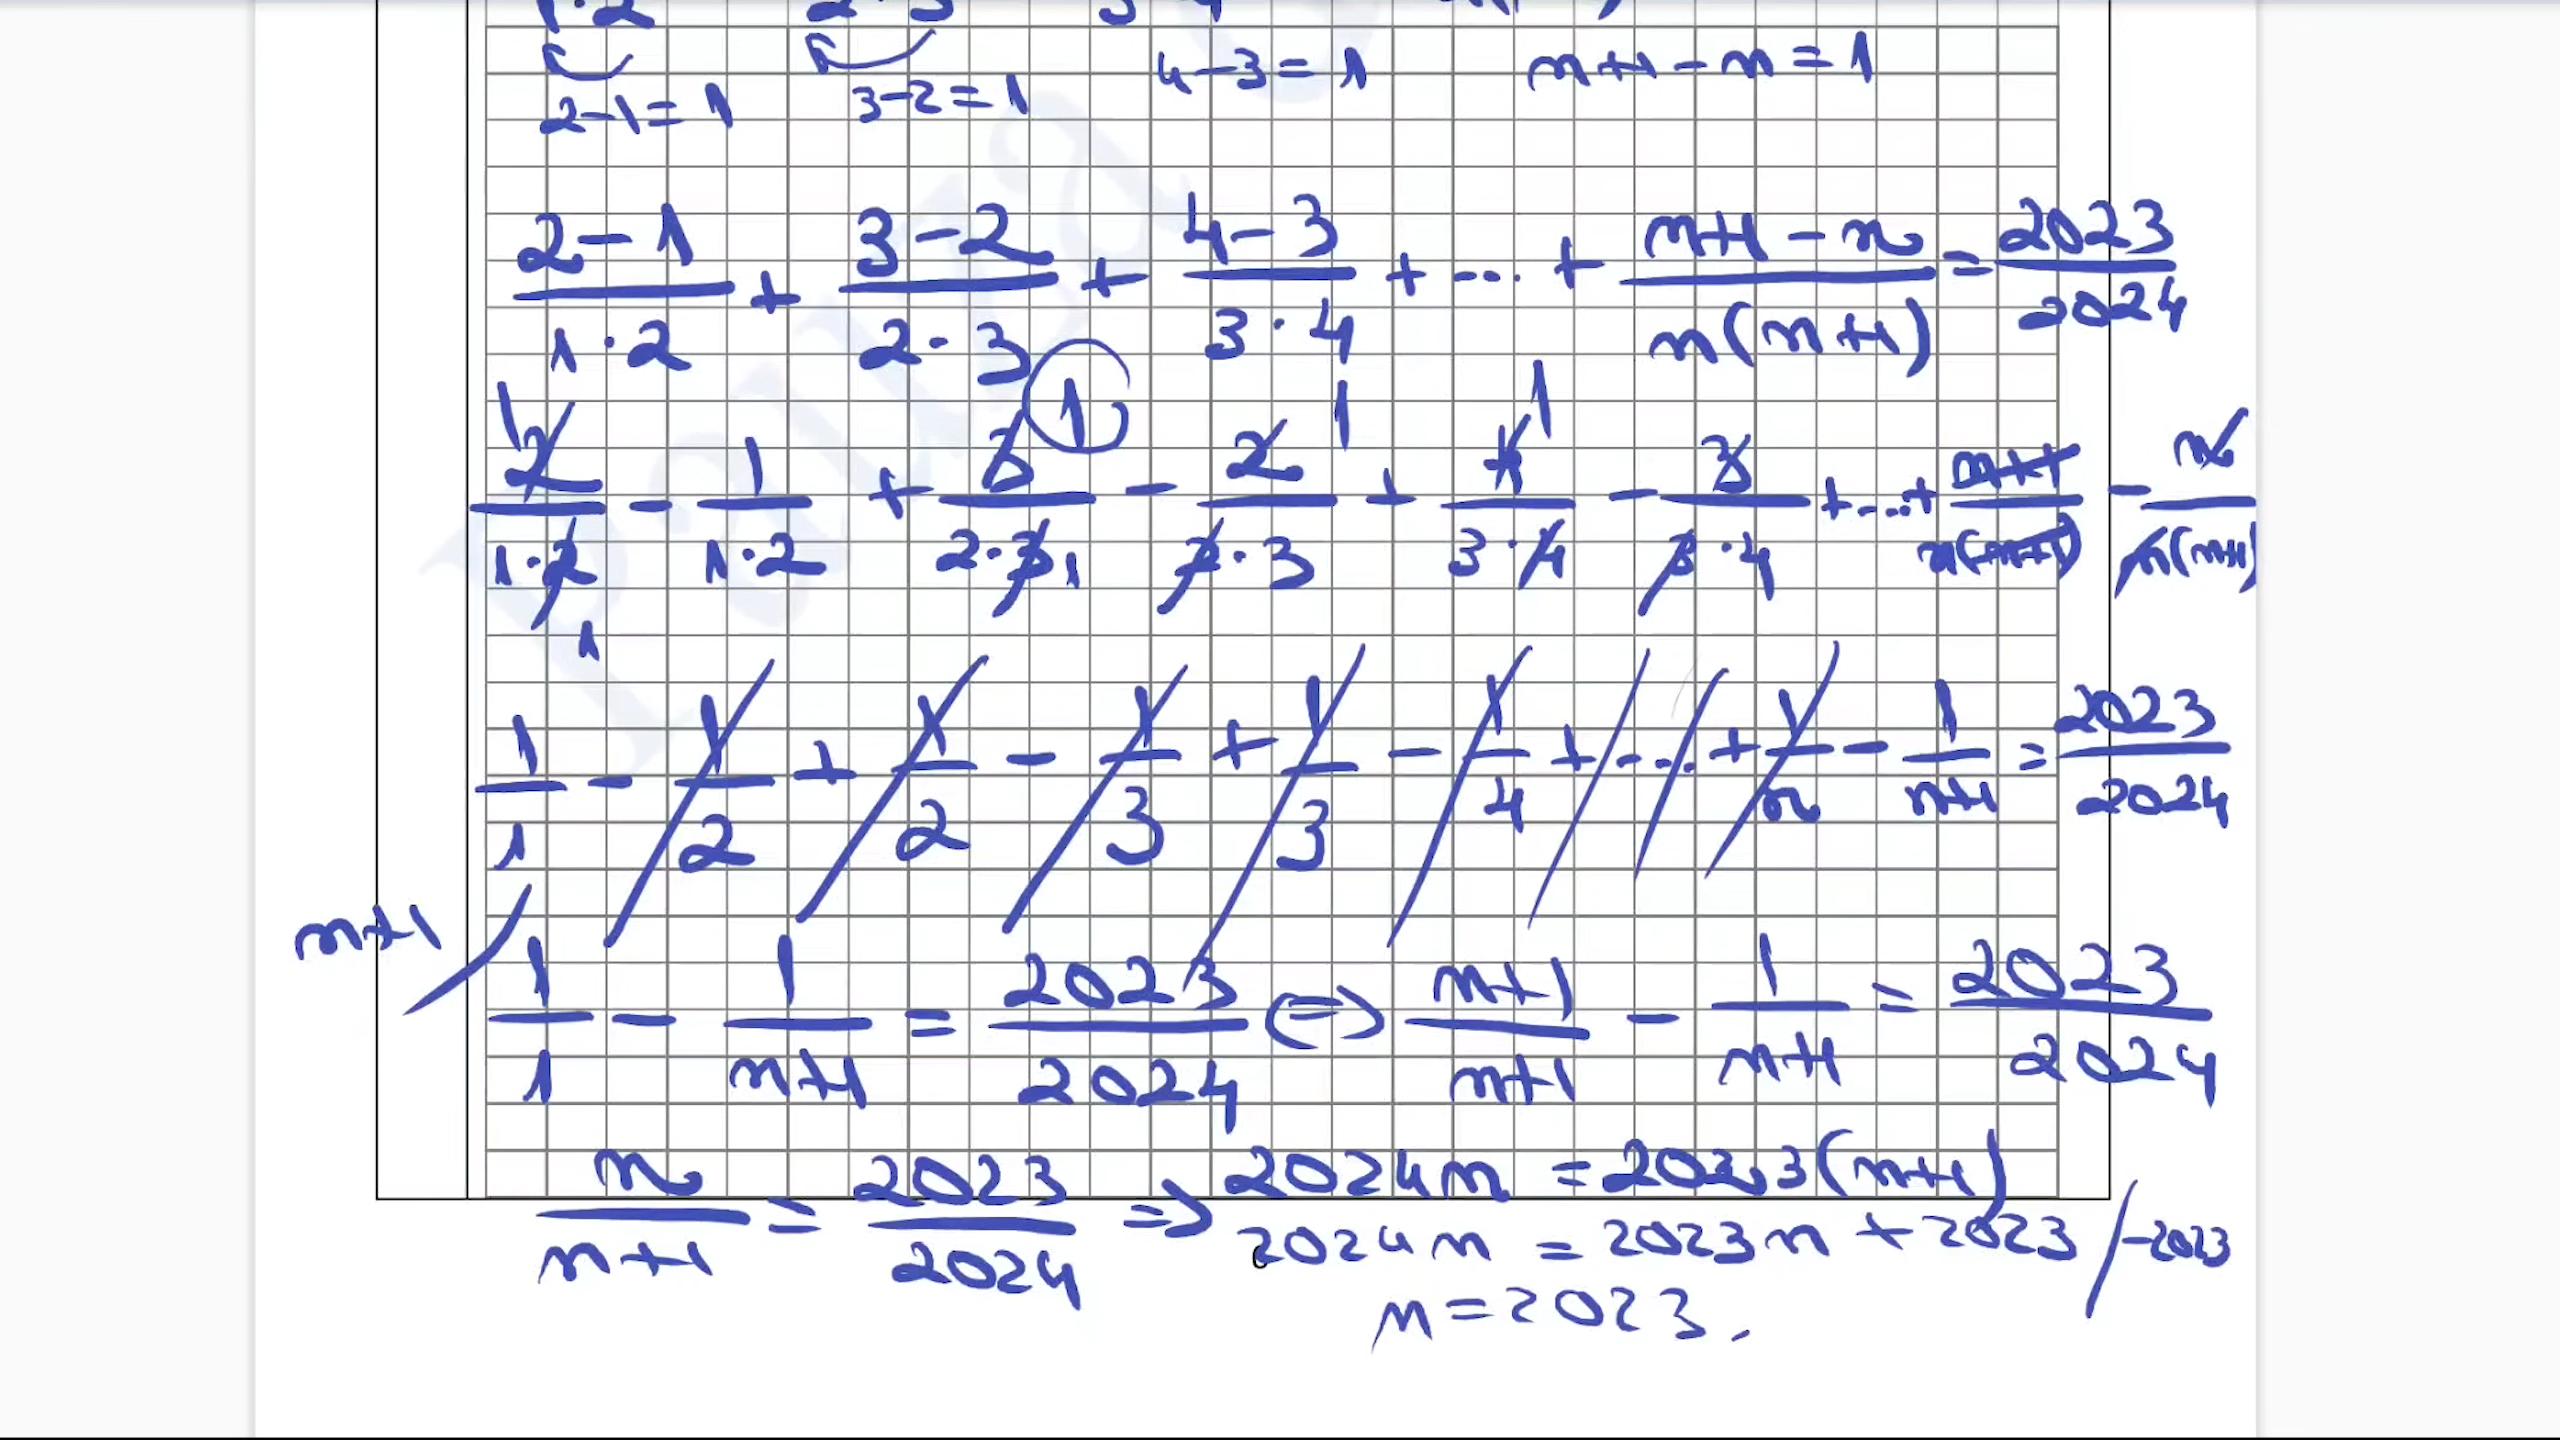 2-1=1 3-2=1 4-3=1 n+1-n=1
2-1/1·2 + 3-2/2·3 + 4-3/3·4 + ... + n+1-n/n(n+1) = 2023/2024
2/1·2 - 1/1·2 + 3/2·3 - 2/2·3 + 4/3·4 - 3/3·4 + ... + n+1/n(n+1) - n/n(n+1)
1/1 - 1/2 + 1/2 - 1/3 + 1/3 - 1/4 + ... + 1/n - 1/n+1 = 2023/2024
n+1
1/1 - 1/n+1 = 2023/2024 (=) n+1/n+1 - 1/n+1 = 2023/2024
n/n+1 = 2023/2024 => 2024n = 2023(n+1)
2024n = 2023n + 2023 /-2023
n=2023.